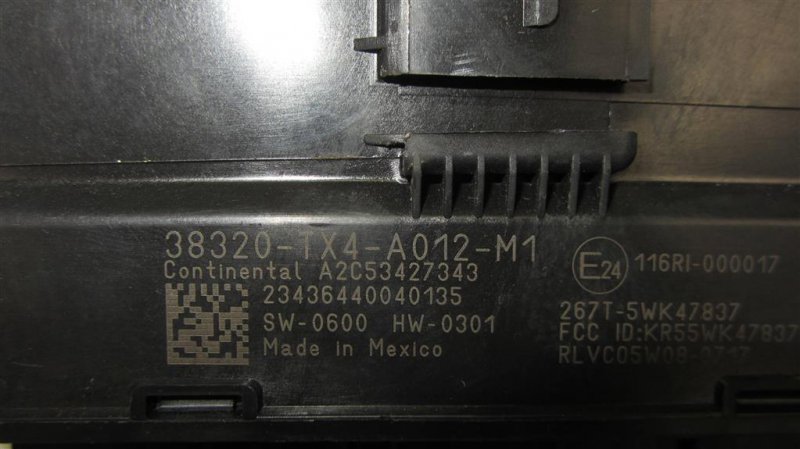 38320-TX4-A012-M1
Continental A2C53427343
23436440040135
SW-0600 HW-0301
Made in Mexico
E24 116RI-000017
267T-5WK47837
FCC ID:KR55WK47837